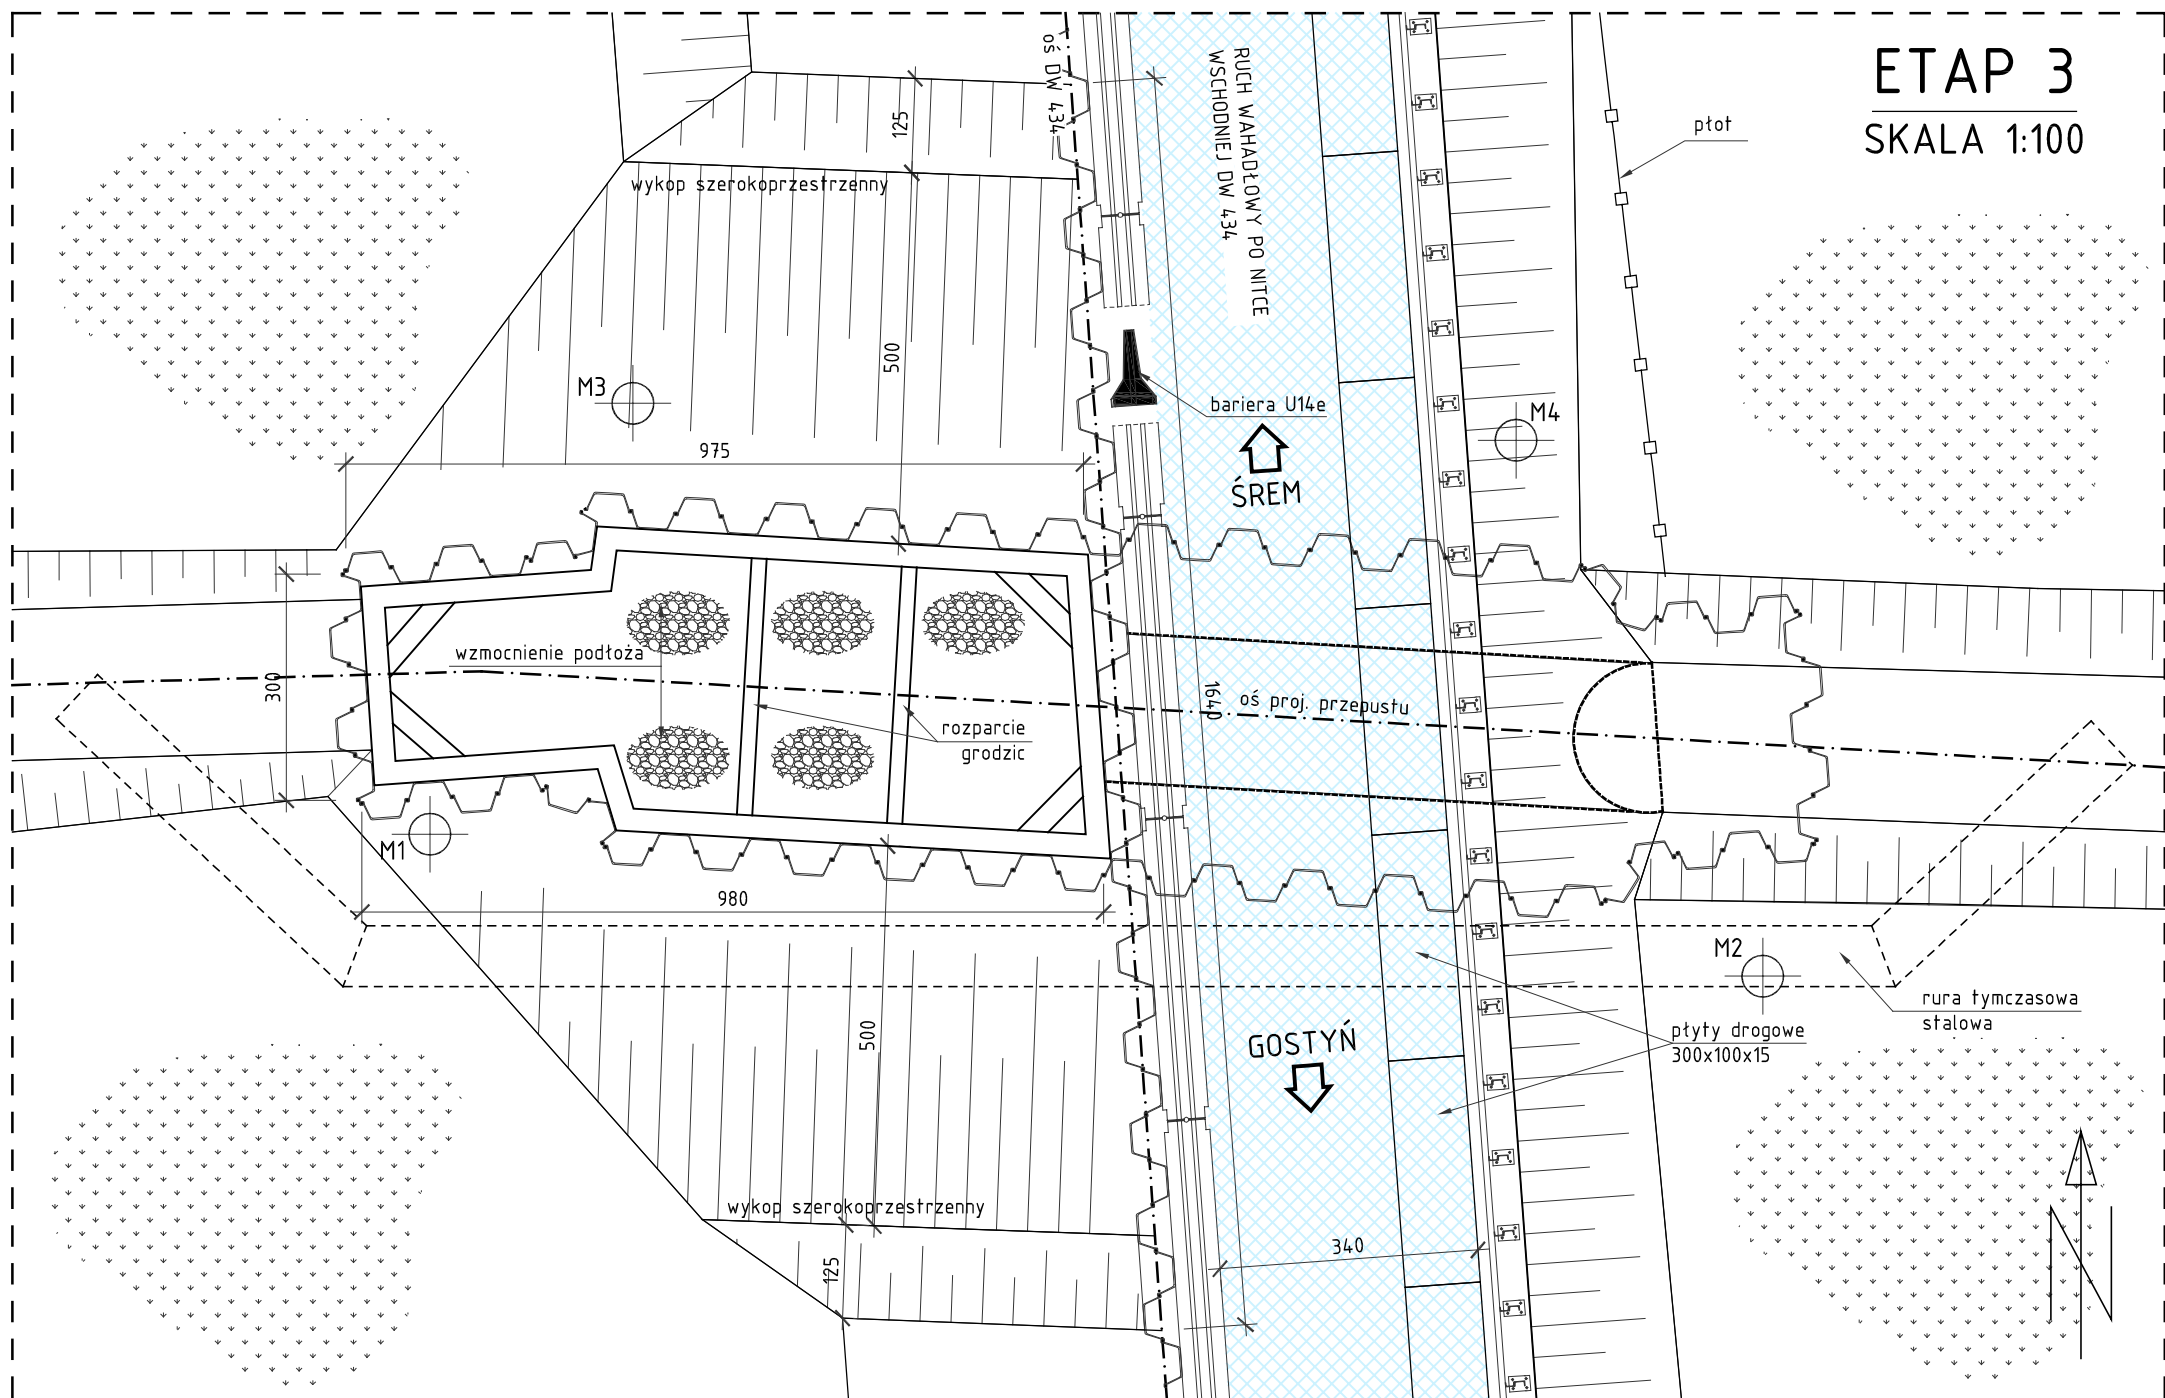 ETAP 3
SKALA 1:100
oś DW 434
RUCH WAHADŁOWY PO NITCE
WSCHODNIEJ DW 434
płot
125
wykop szerokoprzestrzenny
500
M3
bariera U14e
M4
975
ŚREM
wzmocnienie podłoża
300
1640
oś proj. przepustu
rozparcie
grodzic
M1
980
M2
rura tymczasowa
stalowa
500
GOSTYŃ
płyty drogowe
300x100x15
wykop szerokoprzestrzenny
340
125
N